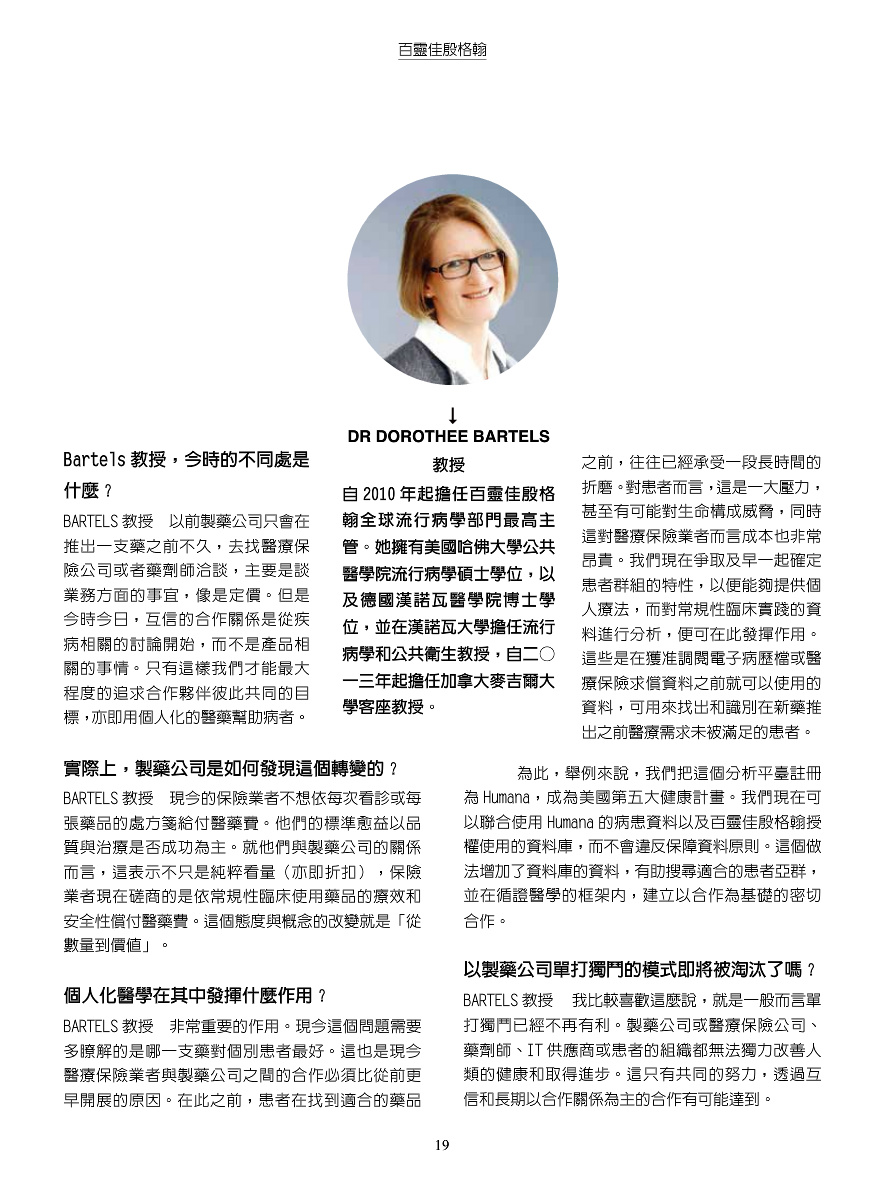 百靈佳殷格翰
↓
DR DOROTHEE BARTELS
教授
自 2010 年起擔任百靈佳殷格
翰全球流行病學部門最高主
管。她擁有美國哈佛大學公共
醫學院流行病學碩士學位，以
及德國漢諾瓦醫學院博士學
位，並在漢諾瓦大學擔任流行
病學和公共衛生教授，自二〇
一三年起擔任加拿大麥吉爾大
學客座教授。
Bartels 教授，今時的不同處是
什麼？
BARTELS 教授　以前製藥公司只會在
推出一支藥之前不久，去找醫療保
險公司或者藥劑師洽談，主要是談
業務方面的事宜，像是定價。但是
今時今日，互信的合作關係是從疾
病相關的討論開始，而不是產品相
關的事情。只有這樣我們才能最大
程度的追求合作夥伴彼此共同的目
標，亦即用個人化的醫藥幫助病者。
實際上，製藥公司是如何發現這個轉變的？
BARTELS 教授　現今的保險業者不想依每次看診或每
張藥品的處方箋給付醫藥費。他們的標準愈益以品
質與治療是否成功為主。就他們與製藥公司的關係
而言，這表示不只是純粹看量（亦即折扣），保險
業者現在磋商的是依常規性臨床使用藥品的療效和
安全性償付醫藥費。這個態度與概念的改變就是「從
數量到價值」。
個人化醫學在其中發揮什麼作用？
BARTELS 教授　非常重要的作用。現今這個問題需要
多瞭解的是哪一支藥對個別患者最好。這也是現今
醫療保險業者與製藥公司之間的合作必須比從前更
早開展的原因。在此之前，患者在找到適合的藥品
之前，往往已經承受一段長時間的
折磨。對患者而言，這是一大壓力，
甚至有可能對生命構成威脅，同時
這對醫療保險業者而言成本也非常
昂貴。我們現在爭取及早一起確定
患者群組的特性，以便能夠提供個
人療法，而對常規性臨床實踐的資
料進行分析，便可在此發揮作用。
這些是在獲准調閱電子病歷檔或醫
療保險求償資料之前就可以使用的
資料，可用來找出和識別在新藥推
出之前醫療需求未被滿足的患者。
為此，舉例來說，我們把這個分析平臺註冊
為 Humana，成為美國第五大健康計畫。我們現在可
以聯合使用 Humana 的病患資料以及百靈佳殷格翰授
權使用的資料庫，而不會違反保障資料原則。這個做
法增加了資料庫的資料，有助搜尋適合的患者亞群，
並在循證醫學的框架內，建立以合作為基礎的密切
合作。
以製藥公司單打獨鬥的模式即將被淘汰了嗎？
BARTELS 教授　我比較喜歡這麼說，就是一般而言單
打獨鬥已經不再有利。製藥公司或醫療保險公司、
藥劑師、IT 供應商或患者的組織都無法獨力改善人
類的健康和取得進步。這只有共同的努力，透過互
信和長期以合作關係為主的合作有可能達到。
19